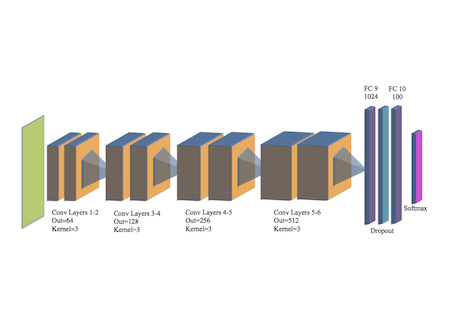 FC 9
1024
FC 10
100
Conv Layers 1-2
Out=64
Kernel=3
Conv Layers 3-4
Out=128
Kernel=3
Conv Layers 4-5
Out=256
Kernel=3
Conv Layers 5-6
Out=512
Kernel=3
Dropout
Softmax